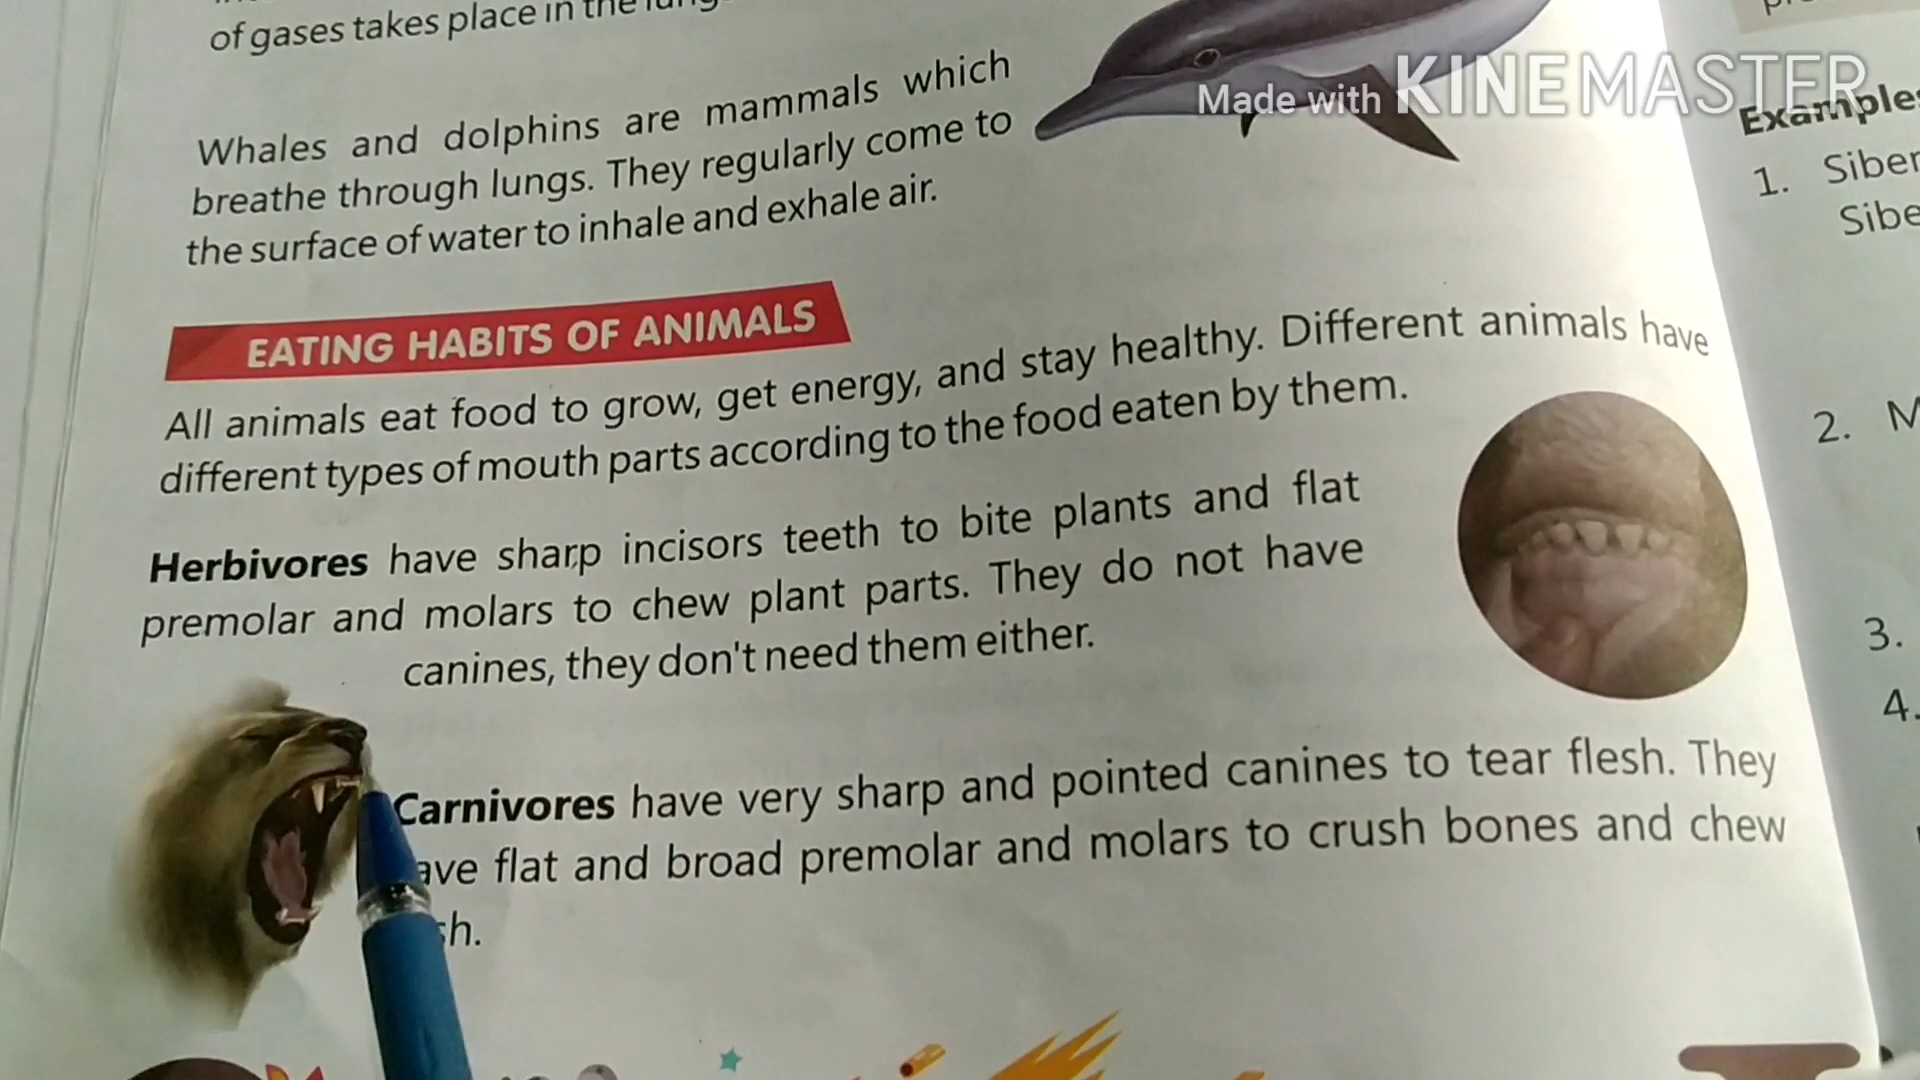 of gases takes place in the
Whales and dolphins are mammals which
breathe through lungs. They regularly come to
the surface of water to inhale and exhale air.
EATING HABITS OF ANIMALS
All animals eat food to grow, get energy, and stay healthy. Different animals have
different types of mouth parts according to the food eaten by them.
Herbivores have sharp incisors teeth to bite plants and flat
premolar and molars to chew plant parts. They do not have
canines, they don't need them either.
Carnivores have very sharp and pointed canines to tear flesh. They
ave flat and broad premolar and molars to crush bones and chew
sh.
Made with KINEMASTER
Examples
1. Siber
Sibe
2. M
3.
4.